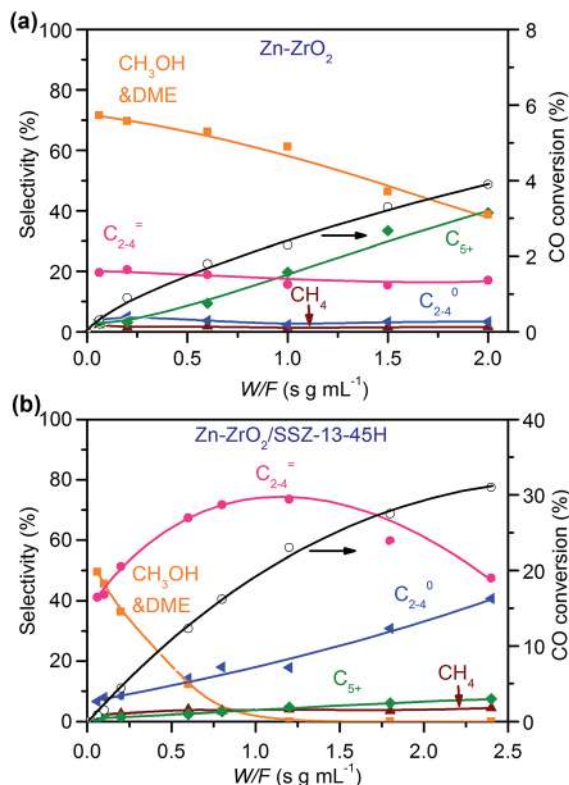 (a)
Zn-ZrO₂
CH₃OH
&DME
C₂₋₄⁼
C₅₊
CH₄
C₂₋₄⁰
Selectivity (%)
CO conversion (%)
100
80
60
40
20
0
8
6
4
2
0
0.0 0.5 1.0 1.5 2.0
W/F (s g mL⁻¹)
(b)
Zn-ZrO₂/SSZ-13-45H
C₂₋₄⁼
CH₃OH
&DME
C₂₋₄⁰
C₅₊
CH₄
Selectivity (%)
CO conversion (%)
100
80
60
40
20
0
40
30
20
10
0
0.0 0.5 1.0 1.5 2.0 2.5
W/F (s g mL⁻¹)